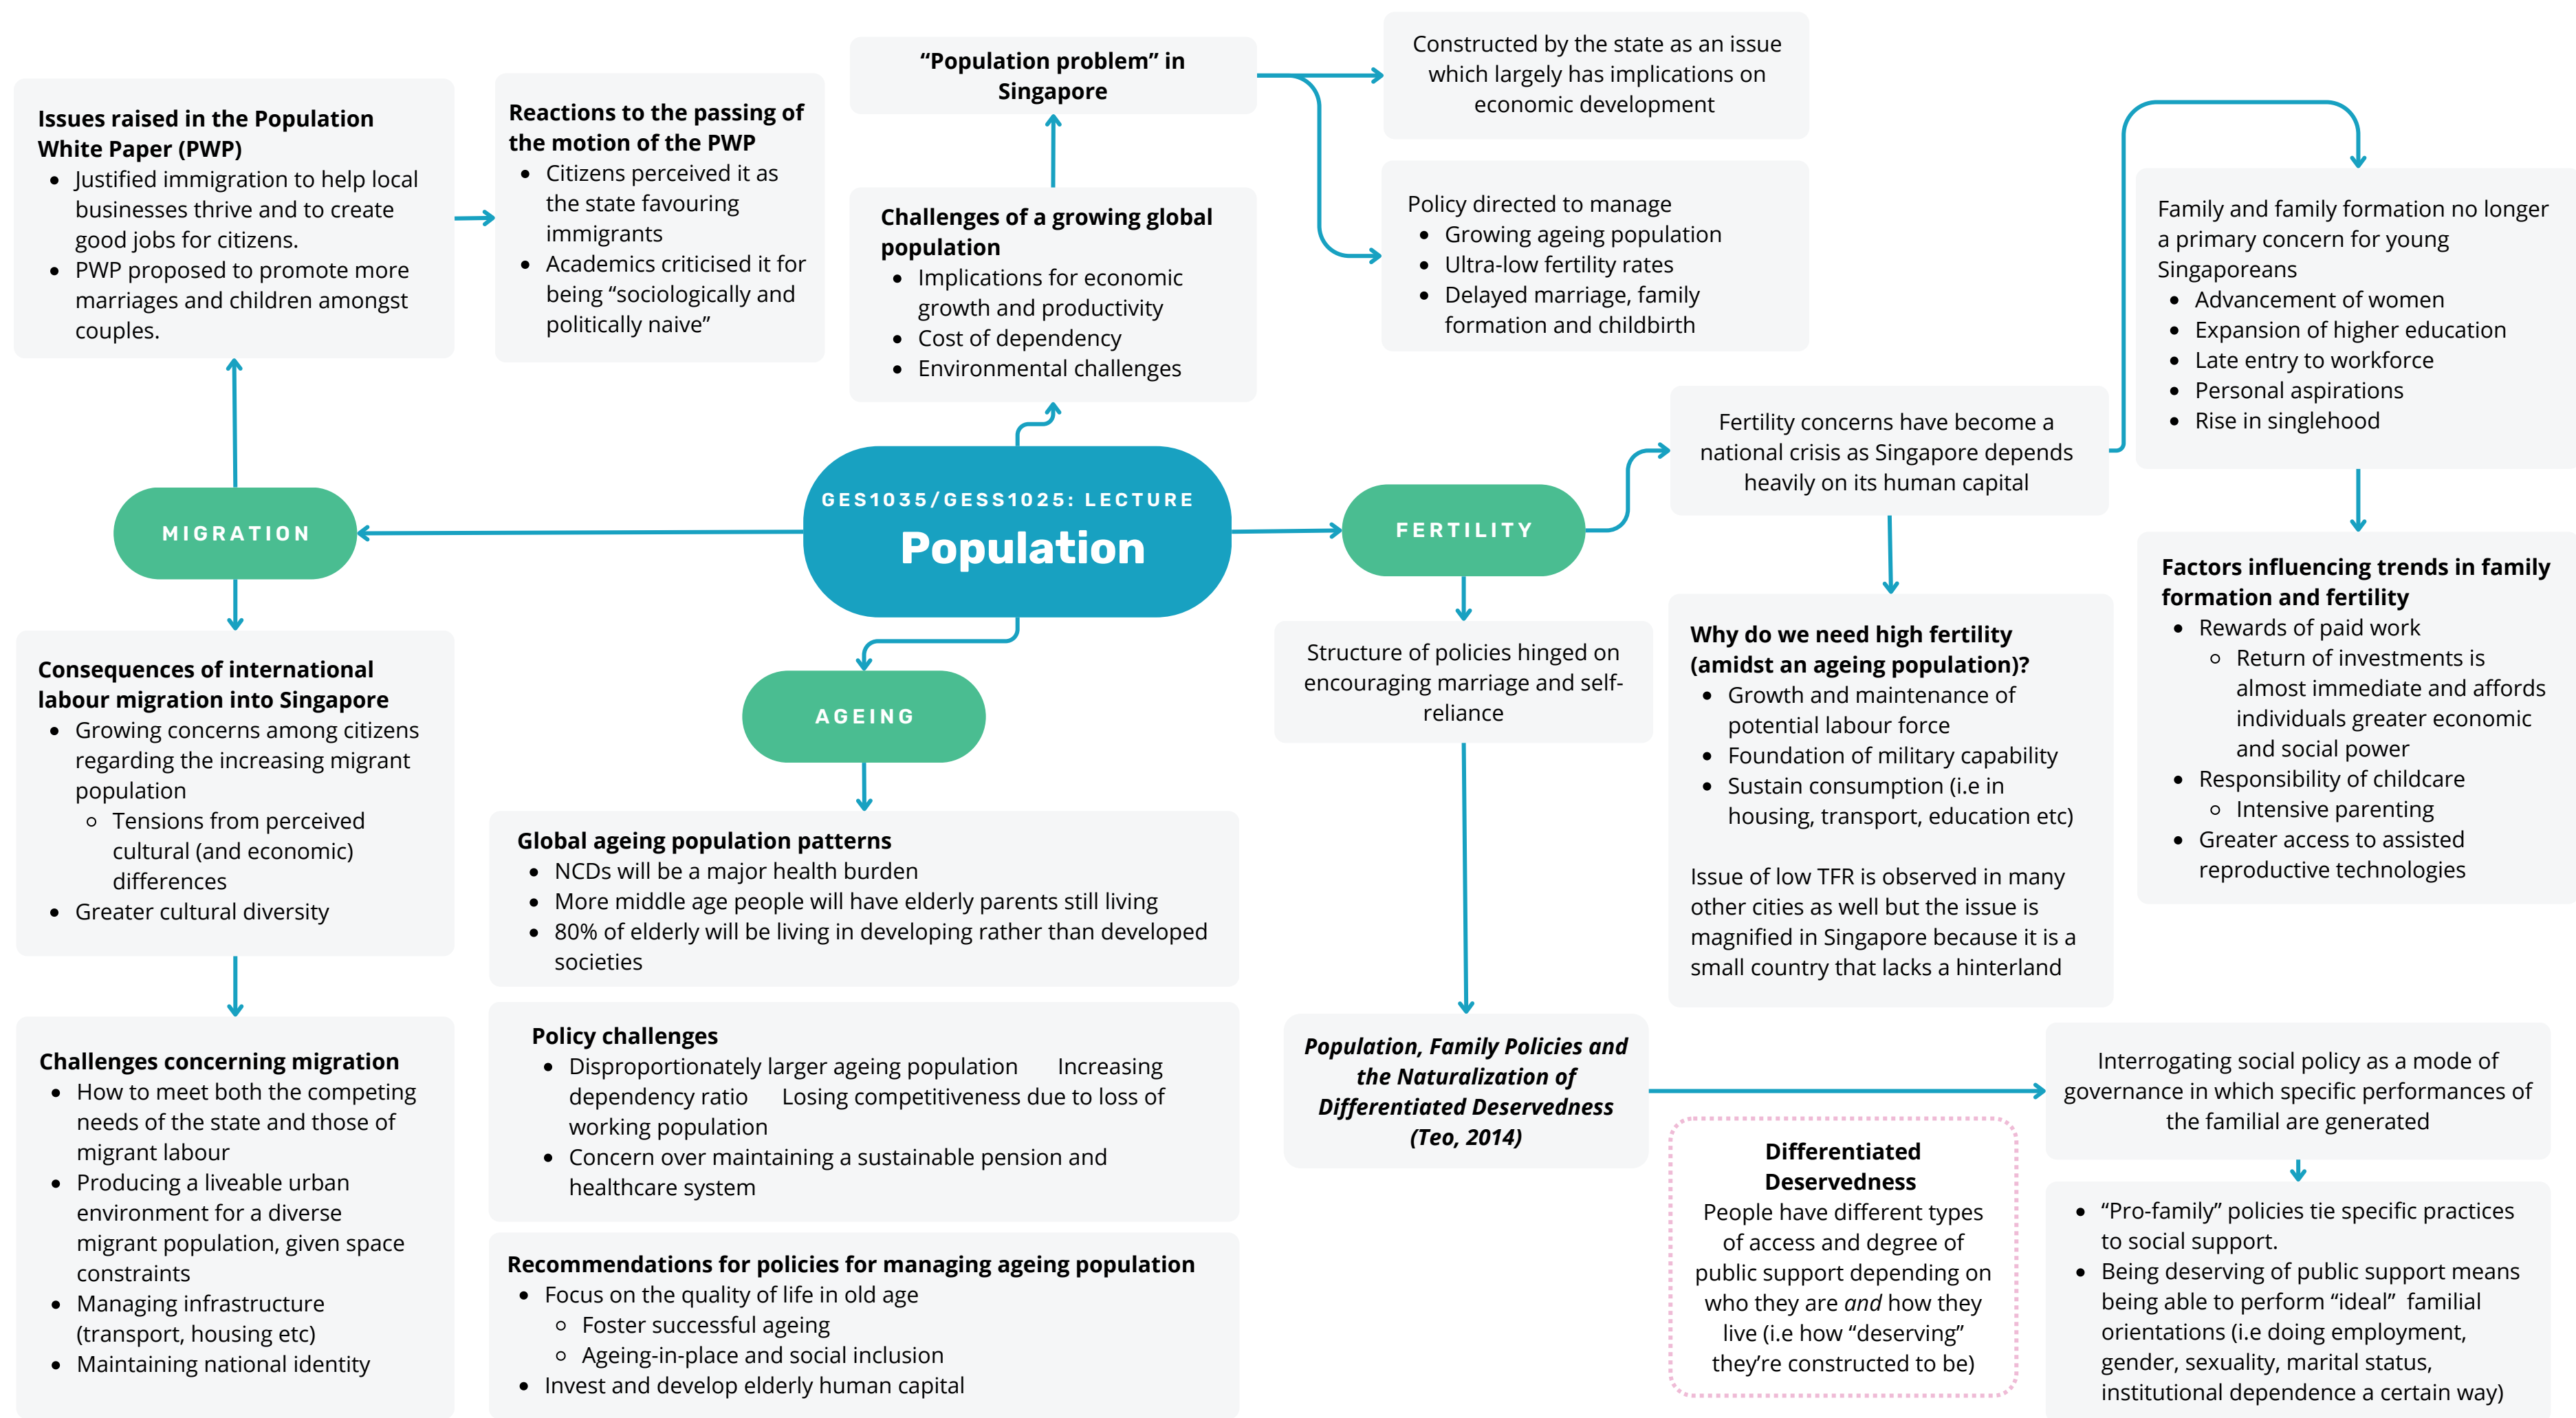 Issues raised in the Population
White Paper (PWP)
• Justified immigration to help local
businesses thrive and to create
good jobs for citizens.
• PWP proposed to promote more
marriages and children amongst
couples.
Reactions to the passing of
the motion of the PWP
• Citizens perceived it as
the state favouring
immigrants
• Academics criticised it for
being “sociologically and
politically naive”
“Population problem” in
Singapore
Challenges of a growing global
population
• Implications for economic
growth and productivity
• Cost of dependency
• Environmental challenges
Constructed by the state as an issue
which largely has implications on
economic development
Policy directed to manage
• Growing ageing population
• Ultra-low fertility rates
• Delayed marriage, family
formation and childbirth
Family and family formation no longer
a primary concern for young
Singaporeans
• Advancement of women
• Expansion of higher education
• Late entry to workforce
• Personal aspirations
• Rise in singlehood
Fertility concerns have become a
national crisis as Singapore depends
heavily on its human capital
MIGRATION
GES1035/GESS1025: LECTURE
Population
FERTILITY
AGEING
Consequences of international
labour migration into Singapore
• Growing concerns among citizens
regarding the increasing migrant
population
○ Tensions from perceived
cultural (and economic)
differences
• Greater cultural diversity
Challenges concerning migration
• How to meet both the competing
needs of the state and those of
migrant labour
• Producing a liveable urban
environment for a diverse
migrant population, given space
constraints
• Managing infrastructure
(transport, housing etc)
• Maintaining national identity
Global ageing population patterns
• NCDs will be a major health burden
• More middle age people will have elderly parents still living
• 80% of elderly will be living in developing rather than developed
societies
Policy challenges
• Disproportionately larger ageing population Increasing
dependency ratio Losing competitiveness due to loss of
working population
• Concern over maintaining a sustainable pension and
healthcare system
Recommendations for policies for managing ageing population
• Focus on the quality of life in old age
○ Foster successful ageing
○ Ageing-in-place and social inclusion
• Invest and develop elderly human capital
Structure of policies hinged on
encouraging marriage and self-
reliance
Why do we need high fertility
(amidst an ageing population)?
• Growth and maintenance of
potential labour force
• Foundation of military capability
• Sustain consumption (i.e in
housing, transport, education etc)
Issue of low TFR is observed in many
other cities as well but the issue is
magnified in Singapore because it is a
small country that lacks a hinterland
Factors influencing trends in family
formation and fertility
• Rewards of paid work
○ Return of investments is
almost immediate and affords
individuals greater economic
and social power
• Responsibility of childcare
○ Intensive parenting
• Greater access to assisted
reproductive technologies
Population, Family Policies and
the Naturalization of
Differentiated Deservedness
(Teo, 2014)
Differentiated
Deservedness
People have different types
of access and degree of
public support depending on
who they are and how they
live (i.e how “deserving”
they’re constructed to be)
Interrogating social policy as a mode of
governance in which specific performances of
the familial are generated
• “Pro-family” policies tie specific practices
to social support.
• Being deserving of public support means
being able to perform “ideal” familial
orientations (i.e doing employment,
gender, sexuality, marital status,
institutional dependence a certain way)